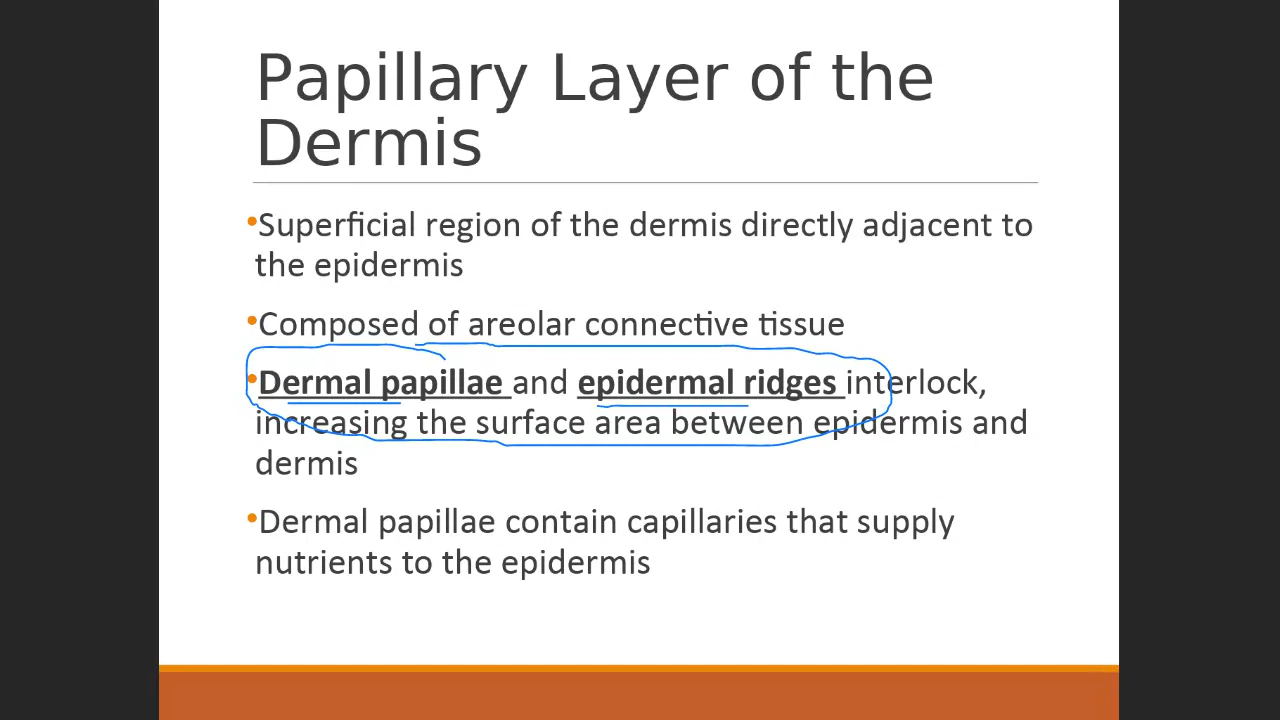 Papillary Layer of the
Dermis
•Superficial region of the dermis directly adjacent to
the epidermis
•Composed of areolar connective tissue
•Dermal papillae and epidermal ridges interlock,
increasing the surface area between epidermis and
dermis
•Dermal papillae contain capillaries that supply
nutrients to the epidermis